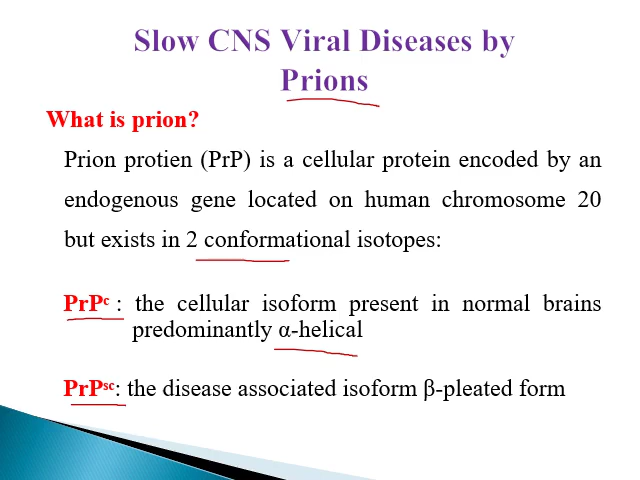 Slow CNS Viral Diseases by
Prions
What is prion?
Prion protien (PrP) is a cellular protein encoded by an
endogenous gene located on human chromosome 20
but exists in 2 conformational isotopes:
PrPᶜ : the cellular isoform present in normal brains
predominantly α-helical
PrPˢᶜ: the disease associated isoform β-pleated form